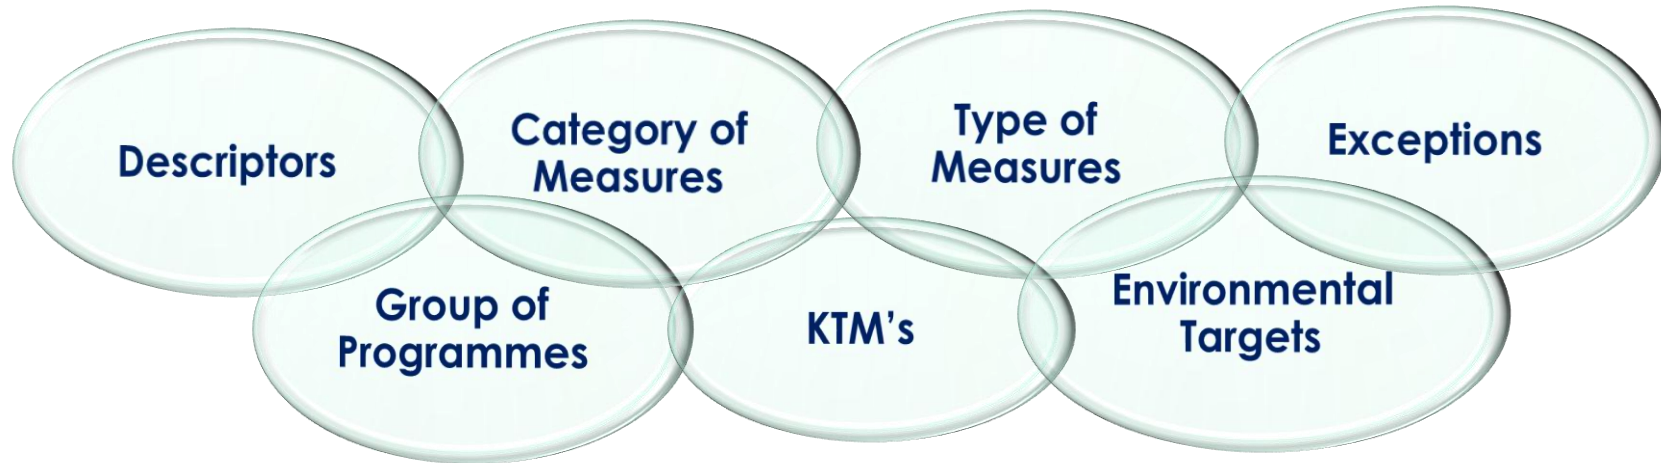 Descriptors
Category of
Measures
Type of
Measures
Exceptions
Group of
Programmes
KTM's
Environmental
Targets